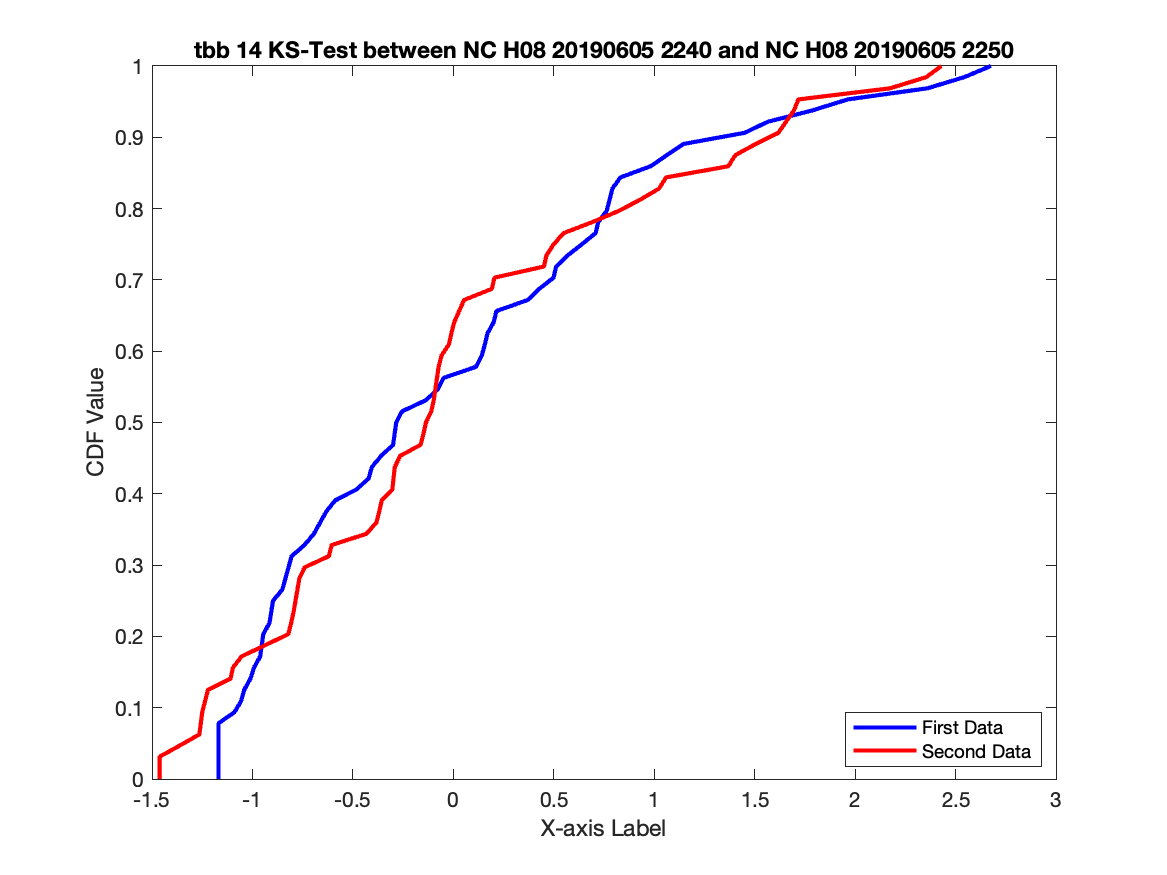 tbb 14 KS-Test between NC H08 20190605 2240 and NC H08 20190605 2250
1
0.9
0.8
0.7
0.6
0.5
0.4
0.3
0.2
0.1
0
CDF Value
First Data
Second Data
-1.5 -1 -0.5 0 0.5 1 1.5 2 2.5 3
X-axis Label